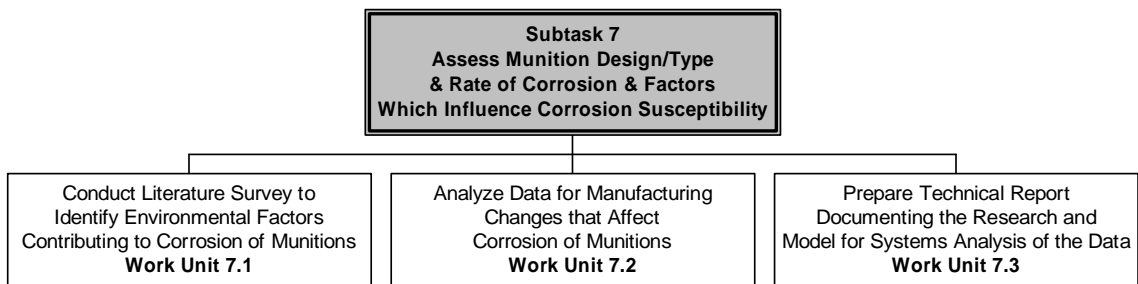 Subtask 7
Assess Munition Design/Type
& Rate of Corrosion & Factors
Which Influence Corrosion Susceptibility
Conduct Literature Survey to
Identify Environmental Factors
Contributing to Corrosion of Munitions
Work Unit 7.1
Analyze Data for Manufacturing
Changes that Affect
Corrosion of Munitions
Work Unit 7.2
Prepare Technical Report
Documenting the Research and
Model for Systems Analysis of the Data
Work Unit 7.3